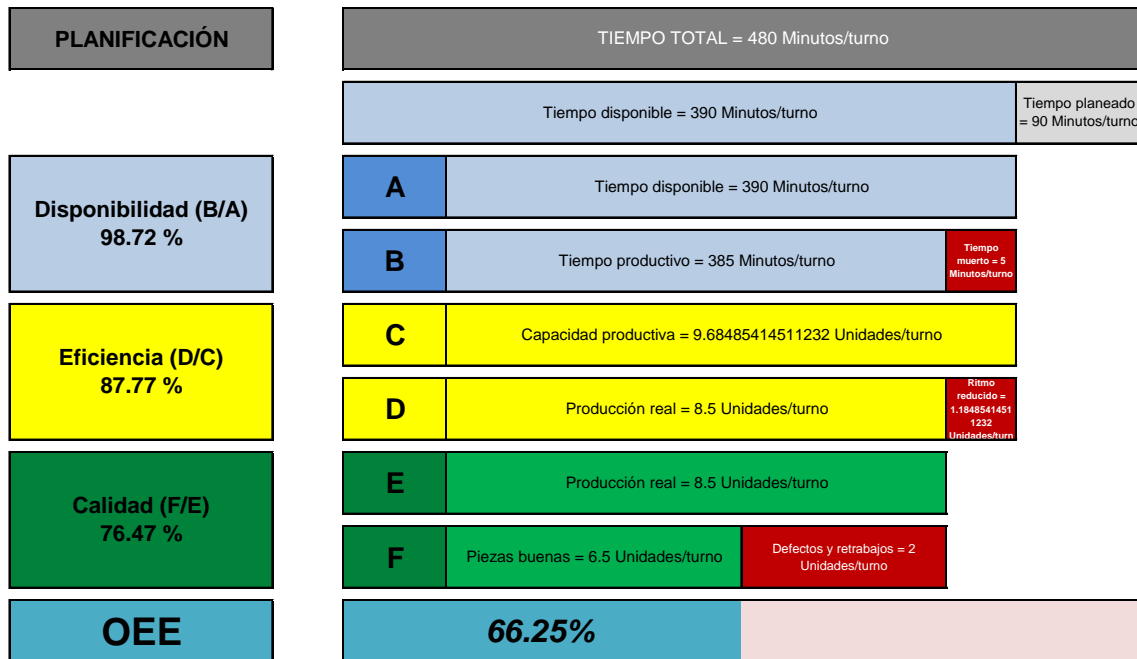 PLANIFICACIÓN
TIEMPO TOTAL = 480 Minutos/turno
Tiempo disponible = 390 Minutos/turno
Tiempo planeado
= 90 Minutos/turno
Disponibilidad (B/A)
98.72 %
A
Tiempo disponible = 390 Minutos/turno
B
Tiempo productivo = 385 Minutos/turno
Tiempo
muerto = 5
Minutos/turno
Eficiencia (D/C)
87.77 %
C
Capacidad productiva = 9.68485414511232 Unidades/turno
D
Producción real = 8.5 Unidades/turno
Ritmo
reducido =
1.1848541451
1232
Unidades/turn
Calidad (F/E)
76.47 %
E
Producción real = 8.5 Unidades/turno
F
Piezas buenas = 6.5 Unidades/turno
Defectos y retrabajos = 2
Unidades/turno
OEE
66.25%